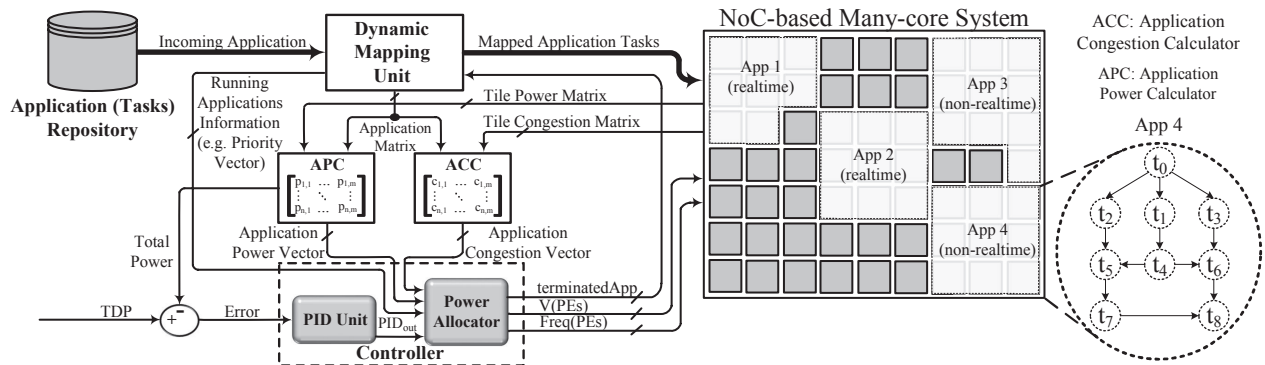 NoC-based Many-core System
ACC: Application
Congestion Calculator
APC: Application
Power Calculator
Incoming Application
Dynamic
Mapping
Unit
Mapped Application Tasks
Application (Tasks)
Repository
Running
Applications
Information
(e.g. Priority
Vector)
Tile Power Matrix
Application
Matrix
Tile Congestion Matrix
APC
p1,1 ... p1,m
⋮ ⋱ ⋮
pn,1 ... pn,m
ACC
c1,1 ... c1,m
⋮ ⋱ ⋮
cn,1 ... cn,m
App 1
(realtime)
App 2
(realtime)
App 3
(non-realtime)
App 4
(non-realtime)
App 4
t0
t2 t1 t3
t5 t4 t6
t7 t8
Total
Power
Application
Power Vector
Application
Congestion Vector
TDP
+ -
Error
PID Unit
PIDout
Power
Allocator
Controller
terminatedApp
V(PEs)
Freq(PEs)